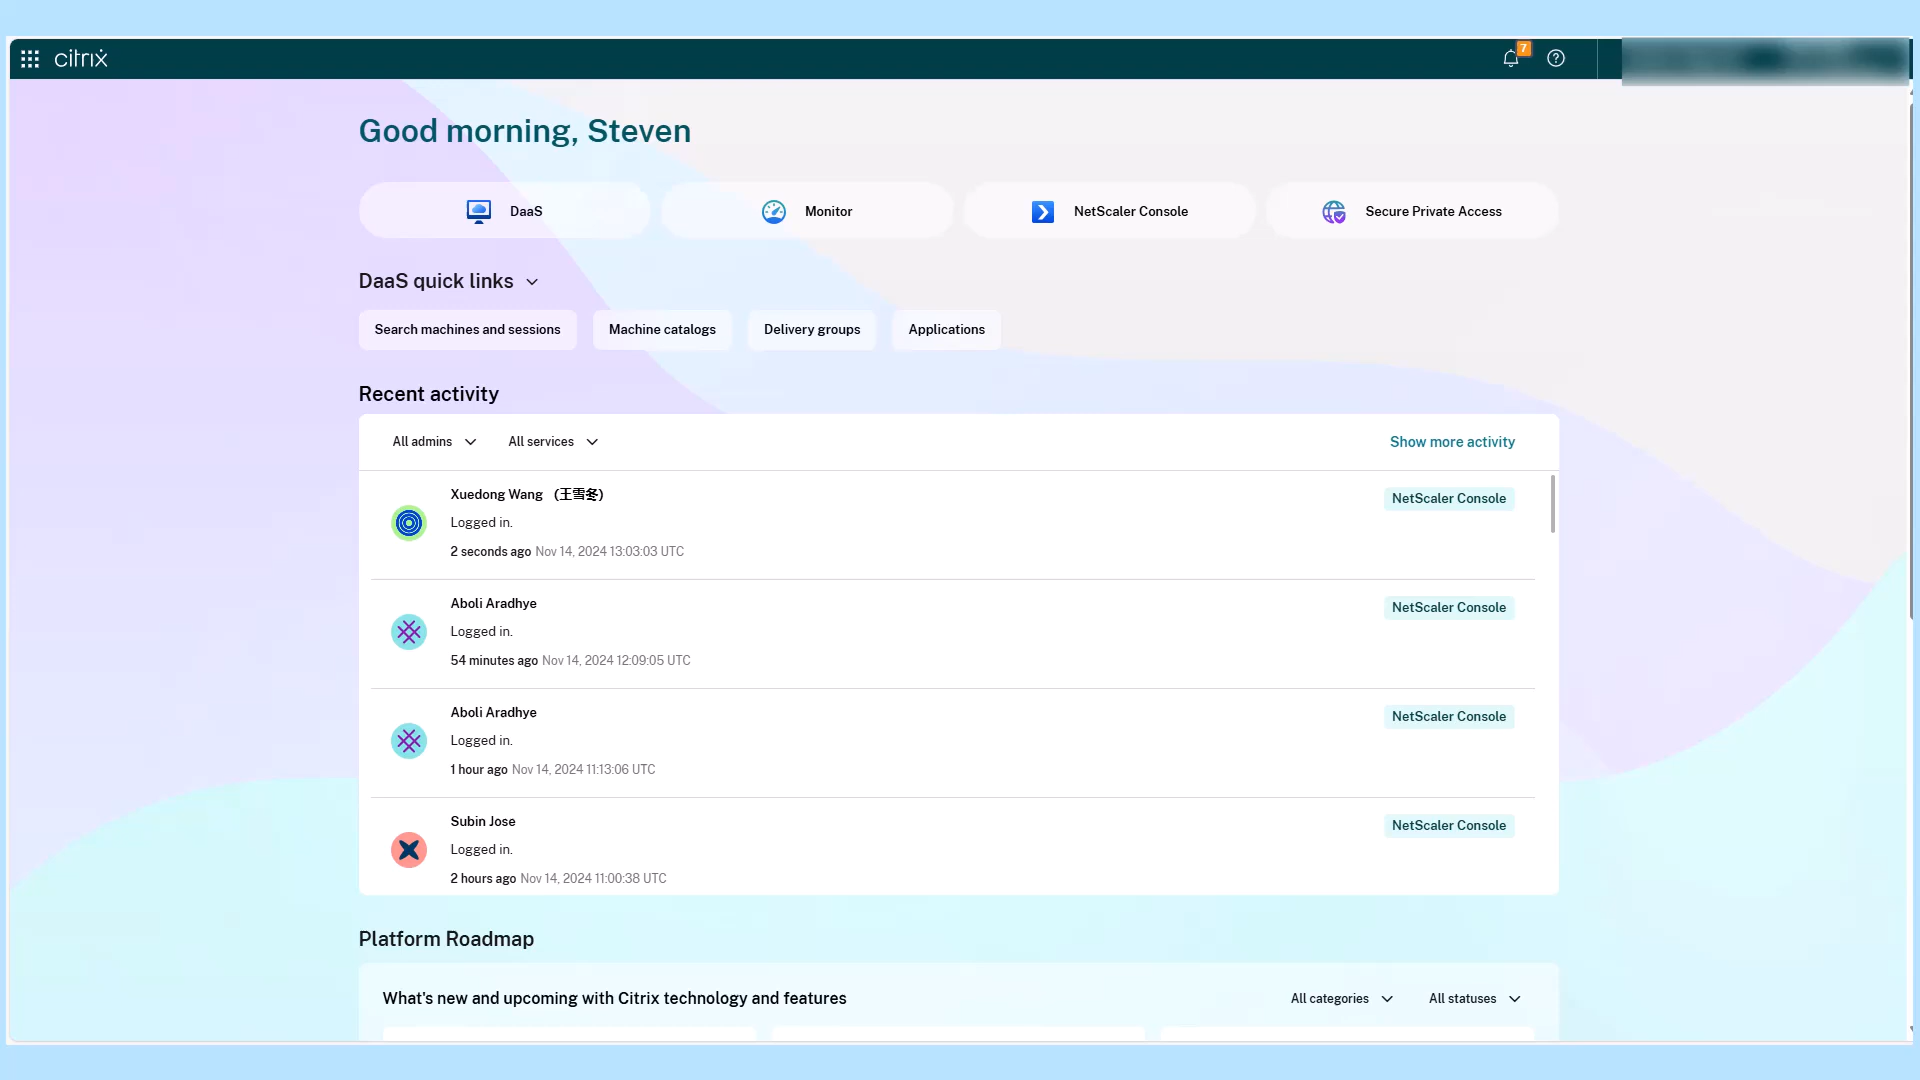 citrix
7
Good morning, Steven
DaaS
Monitor
NetScaler Console
Secure Private Access
DaaS quick links
Search machines and sessions
Machine catalogs
Delivery groups
Applications
Recent activity
All admins
All services
Show more activity
Xuedong Wang （王雪冬）
NetScaler Console
Logged in.
2 seconds ago Nov 14, 2024 13:03:03 UTC
Aboli Aradhye
NetScaler Console
Logged in.
54 minutes ago Nov 14, 2024 12:09:05 UTC
Aboli Aradhye
NetScaler Console
Logged in.
1 hour ago Nov 14, 2024 11:13:06 UTC
Subin Jose
NetScaler Console
Logged in.
2 hours ago Nov 14, 2024 11:00:38 UTC
Platform Roadmap
What's new and upcoming with Citrix technology and features
All categories
All statuses